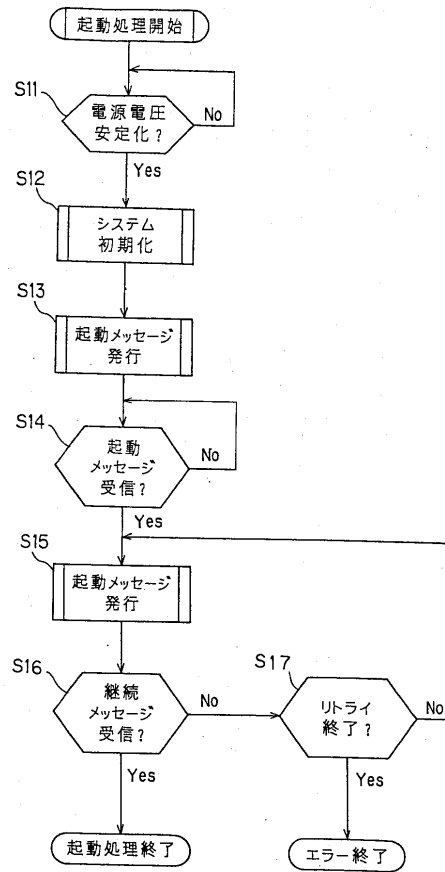 起動処理開始
S11
電源電圧
安定化?
No
Yes
S12
システム
初期化
S13
起動メッセージ
発行
S14
起動
メッセージ
受信?
No
Yes
S15
起動メッセージ
発行
S16
継続
メッセージ
受信?
No
S17
リトライ
終了?
No
Yes
Yes
起動処理終了
エラー終了